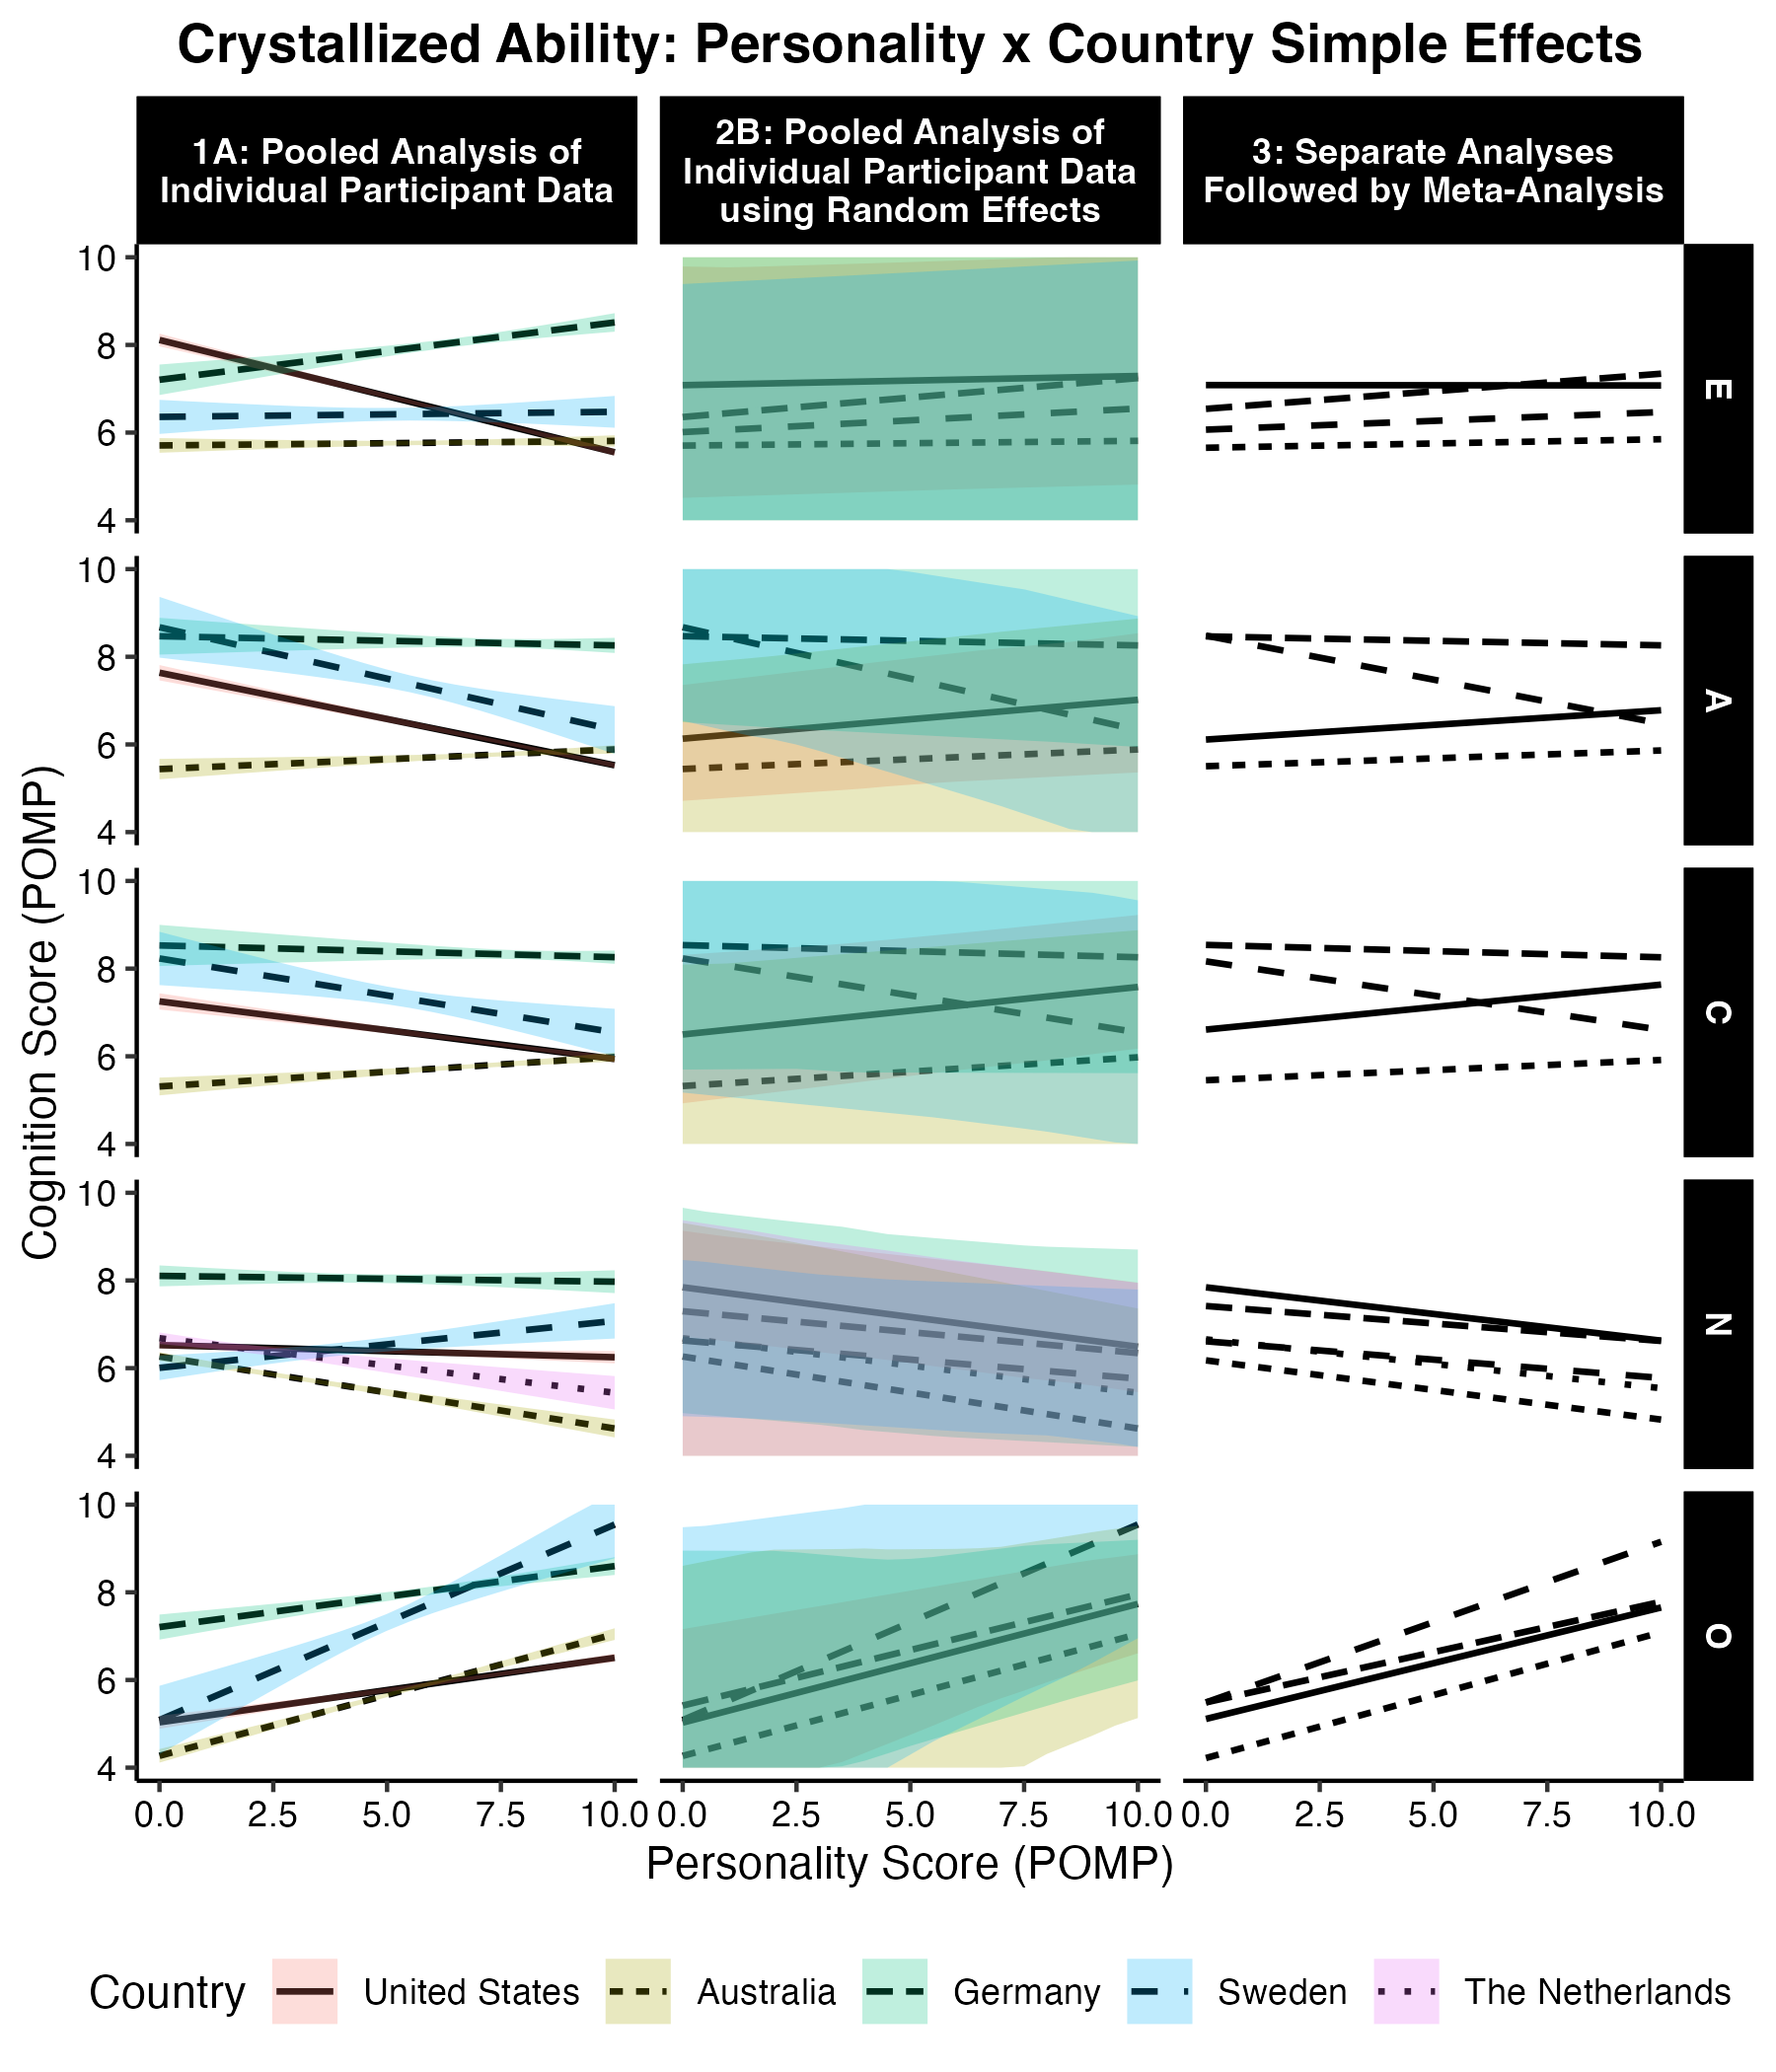 Crystallized Ability: Personality x Country Simple Effects
1A: Pooled Analysis of
Individual Participant Data
2B: Pooled Analysis of
Individual Participant Data
using Random Effects
3: Separate Analyses
Followed by Meta-Analysis
Cognition Score (POMP)
10
8
6
4
E
10
8
6
4
A
10
8
6
4
C
10
8
6
4
N
10
8
6
4
O
0.0 2.5 5.0 7.5 10.0 0.0 2.5 5.0 7.5 10.0 0.0 2.5 5.0 7.5 10.0
Personality Score (POMP)
Country United States Australia Germany Sweden The Netherlands